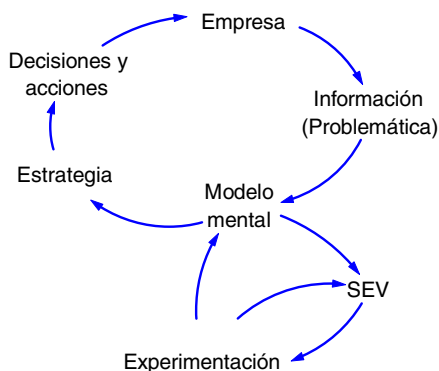 Empresa
Decisiones y
acciones
Información
(Problemática)
Estrategia
Modelo
mental
SEV
Experimentación